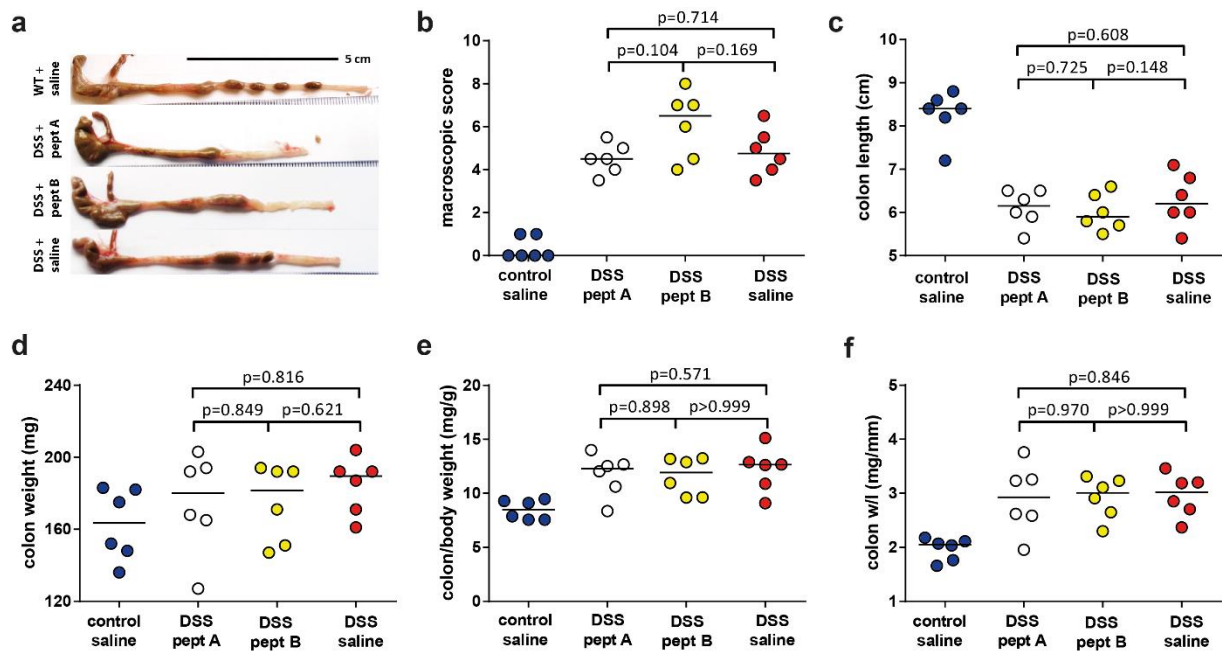 a
5 cm
WT +
saline
DSS +
pept A
DSS +
pept B
DSS +
saline
b
p=0.714
p=0.104
p=0.169
macroscopic score
10
8
6
4
2
0
control
saline
DSS
pept A
DSS
pept B
DSS
saline
c
p=0.608
p=0.725
p=0.148
colon length (cm)
10
9
8
7
6
5
control
saline
DSS
pept A
DSS
pept B
DSS
saline
d
p=0.816
p=0.849
p=0.621
colon weight (mg)
240
200
160
120
control
saline
DSS
pept A
DSS
pept B
DSS
saline
e
p=0.571
p=0.898
p>0.999
colon/body weight (mg/g)
20
15
10
5
0
control
saline
DSS
pept A
DSS
pept B
DSS
saline
f
p=0.846
p=0.970
p>0.999
colon w/l (mg/mm)
5
4
3
2
1
control
saline
DSS
pept A
DSS
pept B
DSS
saline